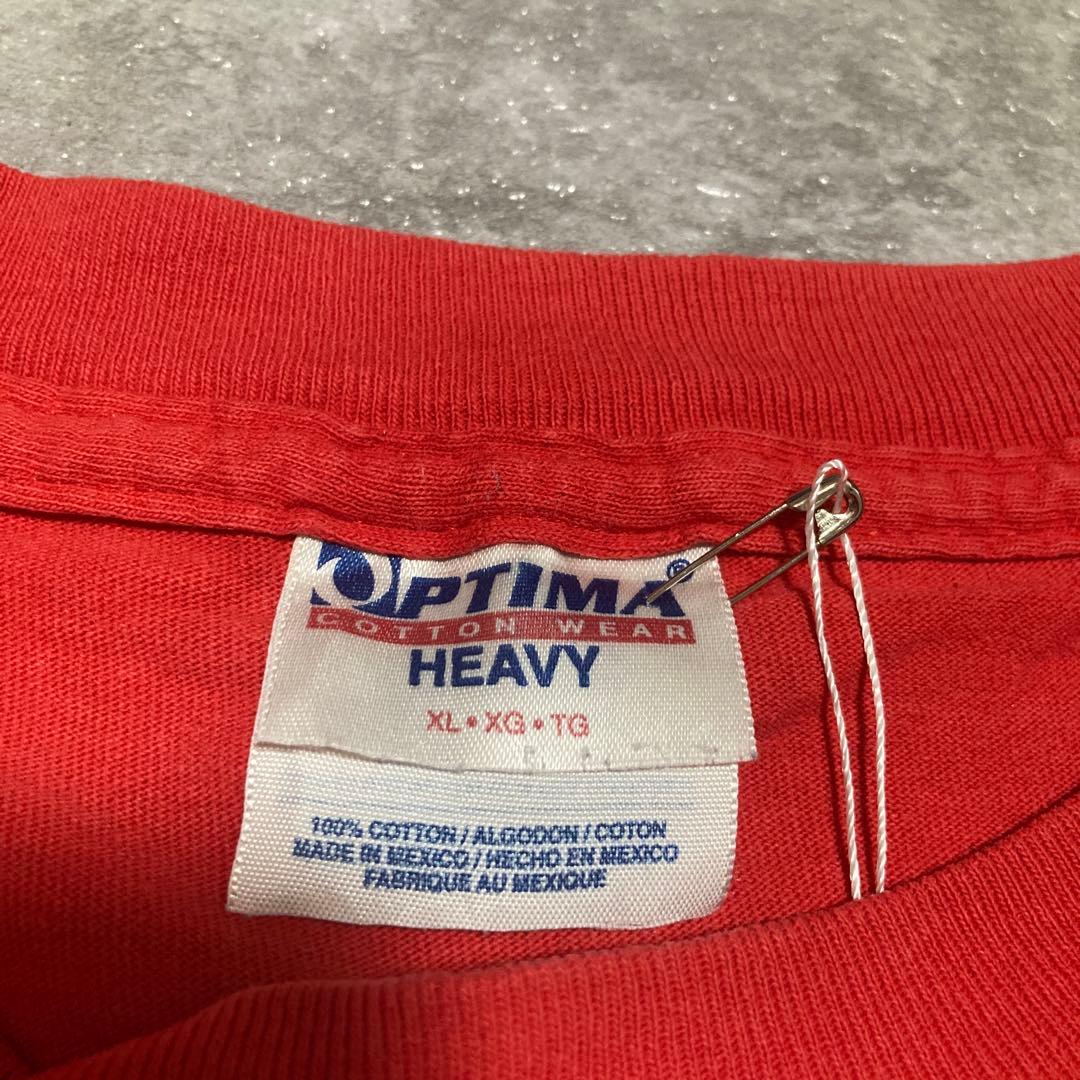 OPTIMA®
COTTON WEAR
HEAVY
XL • XG • TG
100% COTTON / ALGODON / COTON
MADE IN MEXICO / HECHO EN MEXICO
FABRIQUE AU MEXIQUE